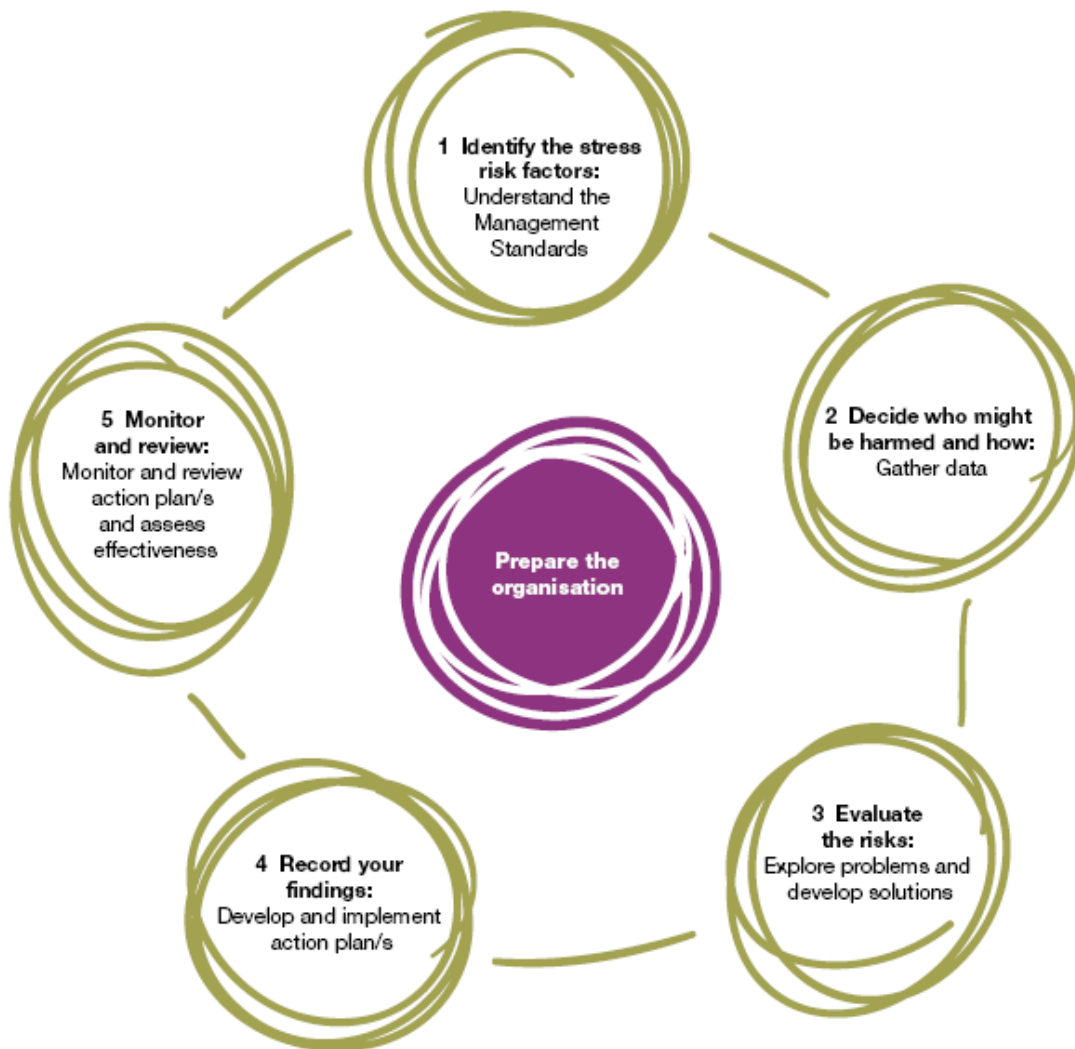 1 Identify the stress
risk factors:
Understand the
Management
Standards
2 Decide who might
be harmed and how:
Gather data
3 Evaluate
the risks:
Explore problems and
develop solutions
4 Record your
findings:
Develop and implement
action plan/s
5 Monitor
and review:
Monitor and review
action plan/s
and assess
effectiveness
Prepare the
organisation